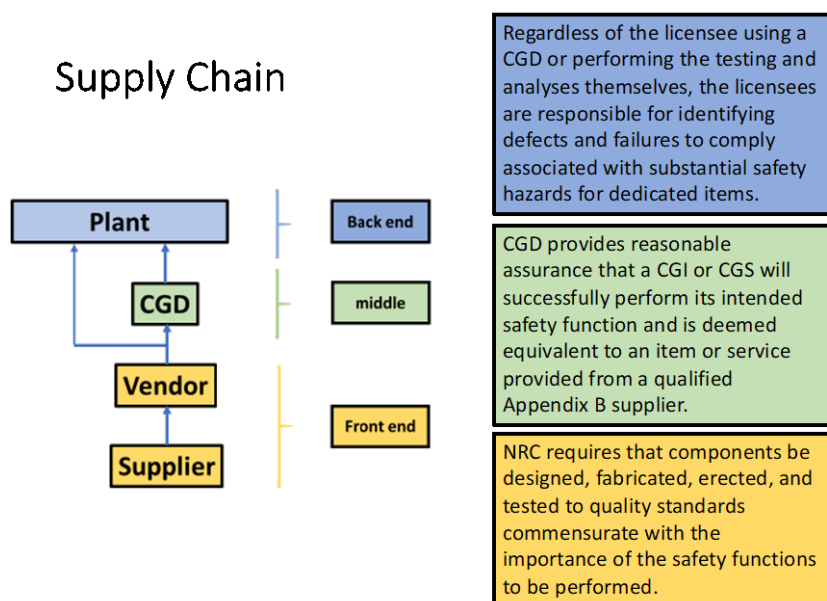 Supply Chain
Plant
CGD
Vendor
Supplier
Back end
middle
Front end
Regardless of the licensee using a
CGD or performing the testing and
analyses themselves, the licensees
are responsible for identifying
defects and failures to comply
associated with substantial safety
hazards for dedicated items.
CGD provides reasonable
assurance that a CGI or CGS will
successfully perform its intended
safety function and is deemed
equivalent to an item or service
provided from a qualified
Appendix B supplier.
NRC requires that components be
designed, fabricated, erected, and
tested to quality standards
commensurate with the
importance of the safety functions
to be performed.